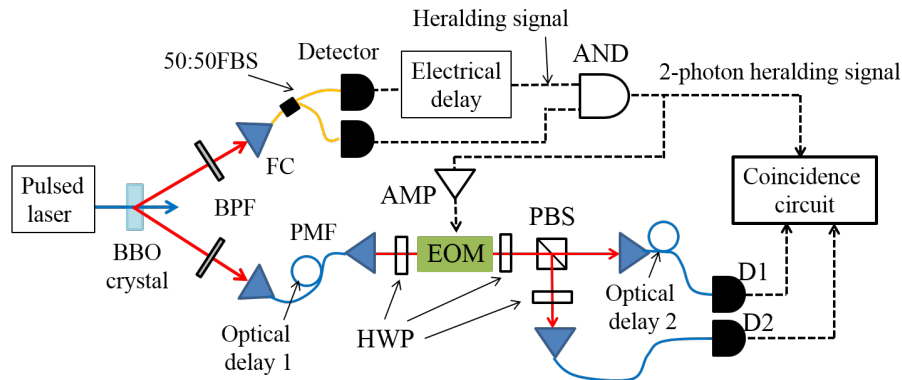 Heralding signal
50:50FBS
Detector
AND
Electrical
delay
2-photon heralding signal
FC
Pulsed
laser
BPF
AMP
Coincidence
circuit
BBO
crystal
PMF
EOM
PBS
Optical
delay 1
HWP
Optical
delay 2
D1
D2